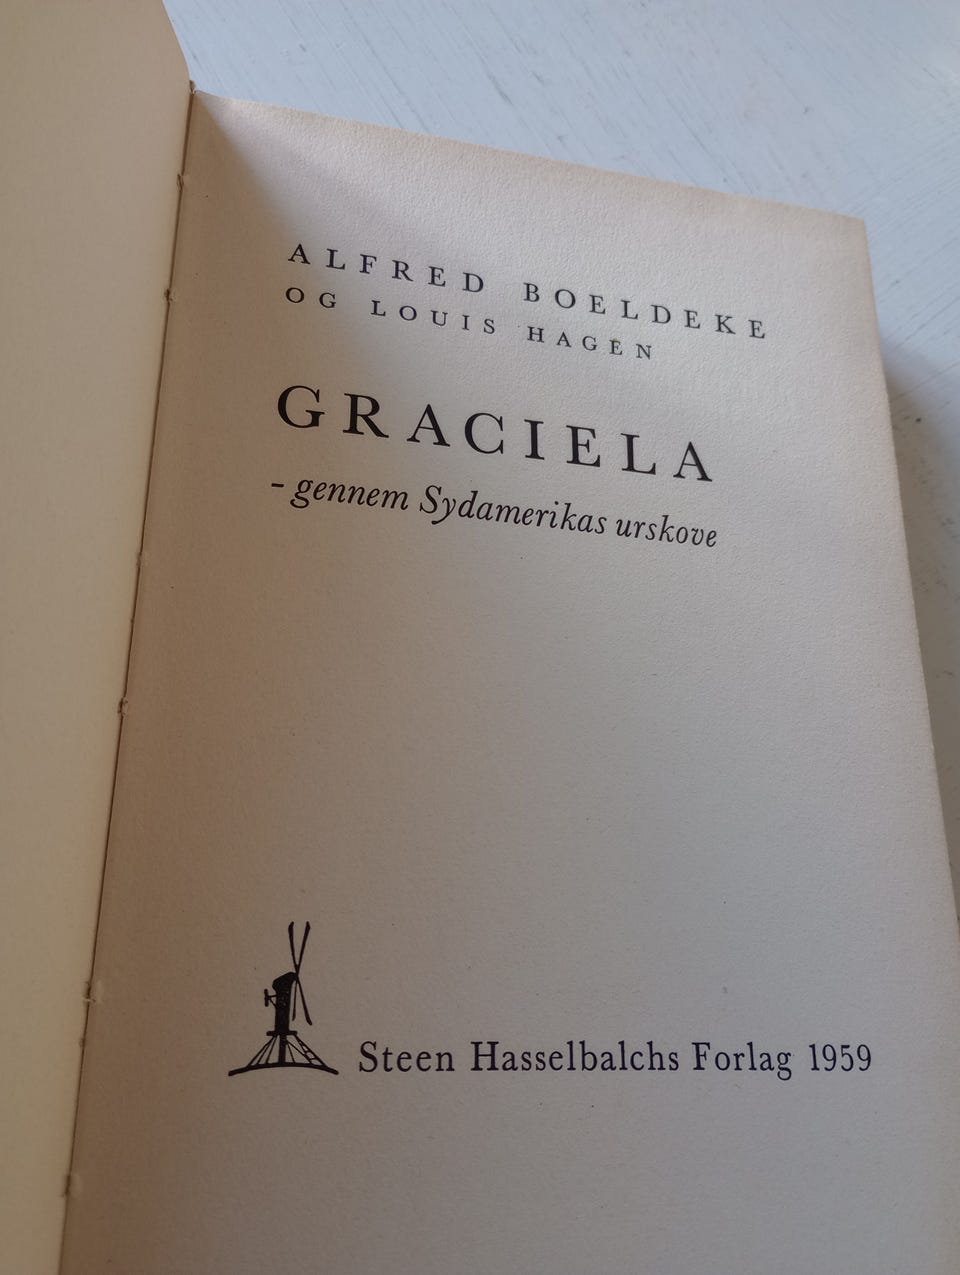 ALFRED BOELDEKE
OG LOUIS HAGEN
GRACIELA
- gennem Sydamerikas urskove
Steen Hasselbalchs Forlag 1959